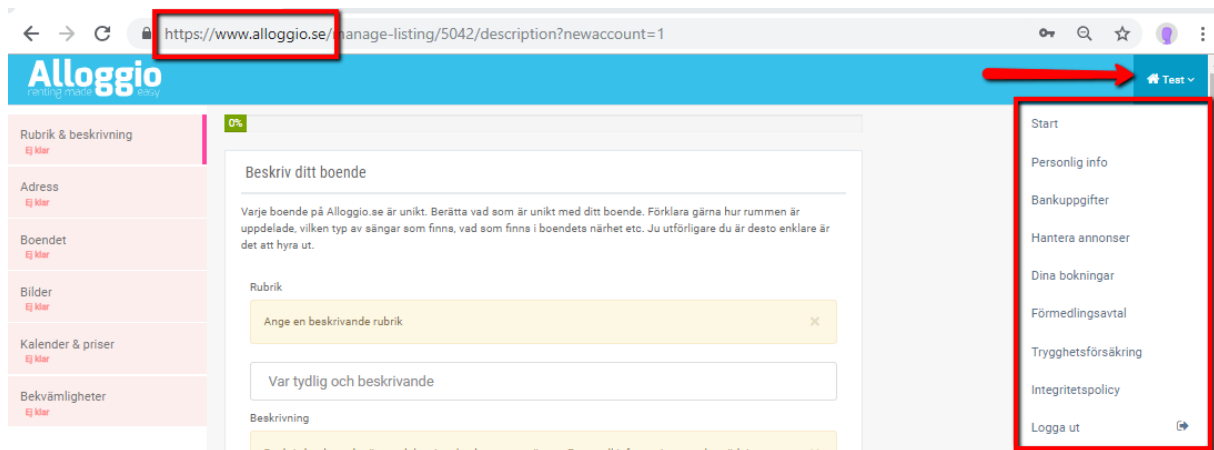 https://www.alloggio.se/manage-listing/5042/description?newaccount=1
Alloggio
renting made easy
Test
Rubrik & beskrivning
Ej klar
Adress
Ej klar
Boendet
Ej klar
Bilder
Ej klar
Kalender & priser
Ej klar
Bekvämligheter
Ej klar
0%
Beskriv ditt boende
Varje boende på Alloggio.se är unikt. Berätta vad som är unikt med ditt boende. Förklara gärna hur rummen är
uppdelade, vilken typ av sängar som finns, vad som finns i boendets närhet etc. Ju utförligare du är desto enklare är
det att hyra ut.
Rubrik
Ange en beskrivande rubrik
Var tydlig och beskrivande
Beskrivning
Start
Personlig info
Bankuppgifter
Hantera annonser
Dina bokningar
Förmedlingsavtal
Trygghetsförsäkring
Integritetspolicy
Logga ut